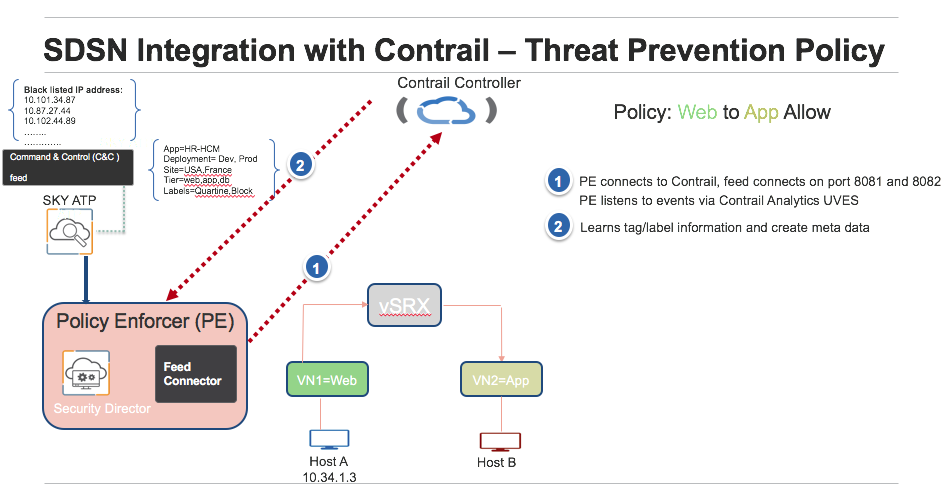 SDSN Integration with Contrail – Threat Prevention Policy
Black listed IP address:
10.101.34.87
10.87.27.44
10.102.44.89
........
.............
Command & Control (C&C )
feed
SKY ATP
App=HR-HCM
Deployment= Dev, Prod
Site=USA,France
Tier=web,app,db
Labels=Quartine,Block
Contrail Controller
2
1
Policy: Web to App Allow
1 PE connects to Contrail, feed connects on port 8081 and 8082
PE listens to events via Contrail Analytics UVES
2 Learns tag/label information and create meta data
Policy Enforcer (PE)
Feed
Connector
Security Director
vSRX
VN1=Web
VN2=App
Host A
10.34.1.3
Host B